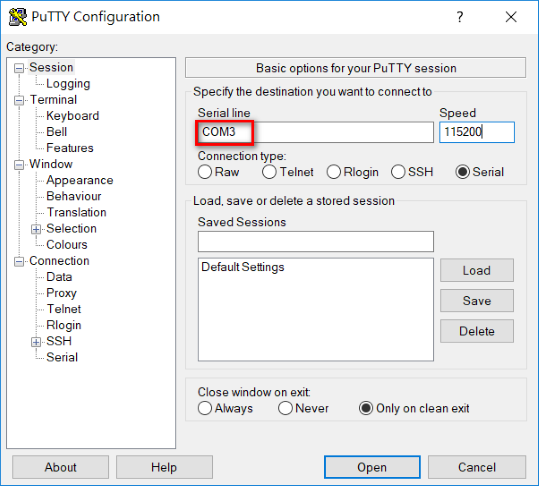 PuTTY Configuration
Category:
Session
Logging
Terminal
Keyboard
Bell
Features
Window
Appearance
Behaviour
Translation
Selection
Colours
Connection
Data
Proxy
Telnet
Rlogin
SSH
Serial
Basic options for your PuTTY session
Specify the destination you want to connect to
Serial line Speed
COM3 115200
Connection type:
Raw Telnet Rlogin SSH Serial
Load, save or delete a stored session
Saved Sessions
Default Settings
Load
Save
Delete
Close window on exit:
Always Never Only on clean exit
About Help Open Cancel